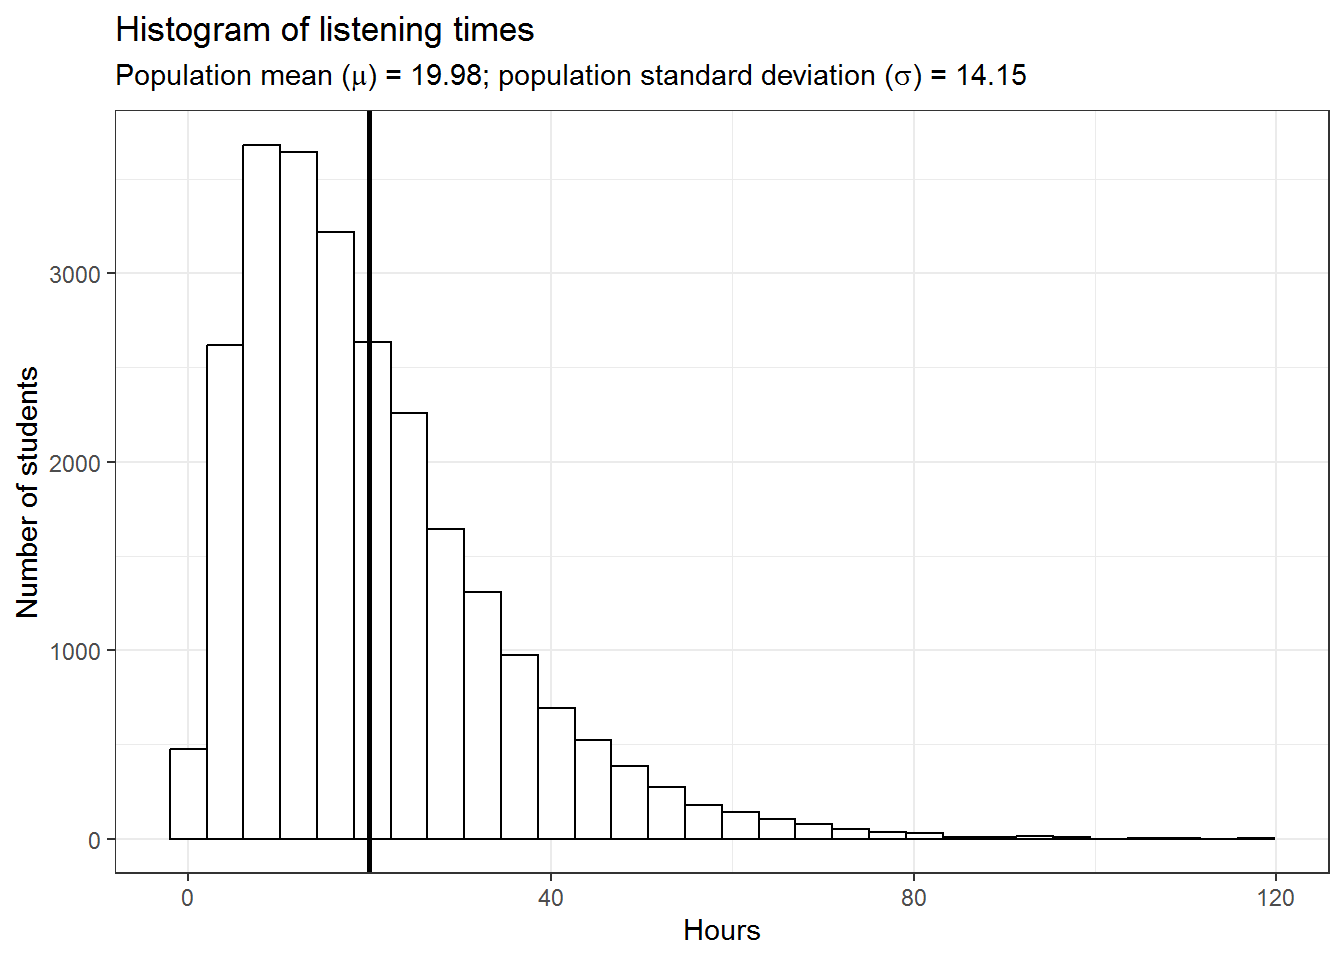 Histogram of listening times
Population mean (μ) = 19.98; population standard deviation (σ) = 14.15
Number of students
3000
2000
1000
0
0 40 80 120
Hours